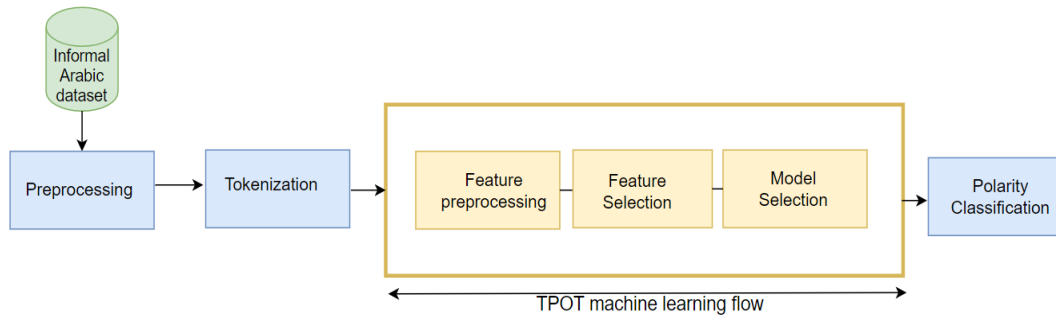 Informal
Arabic
dataset
Preprocessing
Tokenization
Feature
preprocessing
Feature
Selection
Model
Selection
Polarity
Classification
TPOT machine learning flow